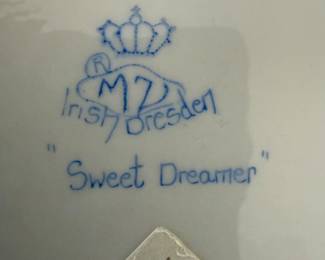 ®
MZ
Irish Dresden
"Sweet Dreamer"